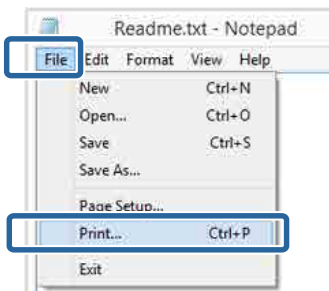 Readme.txt - Notepad
File Edit Format View Help
New Ctrl+N
Open... Ctrl+O
Save Ctrl+S
Save As...
Page Setup...
Print... Ctrl+P
Exit